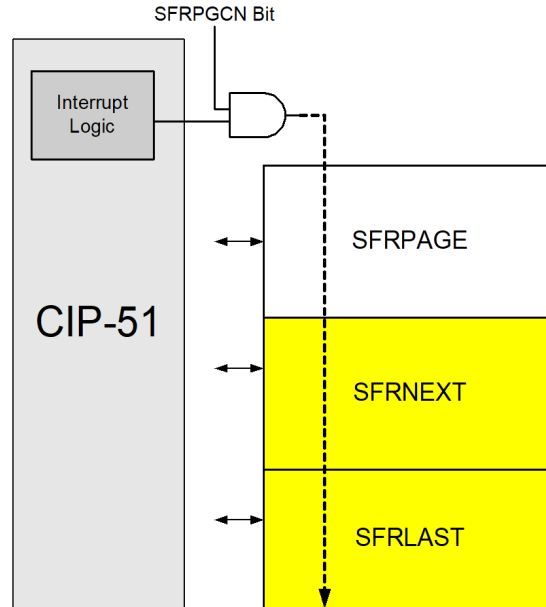 SFRPGCN Bit
Interrupt
Logic
SFRPAGE
CIP-51
SFRNEXT
SFRLAST